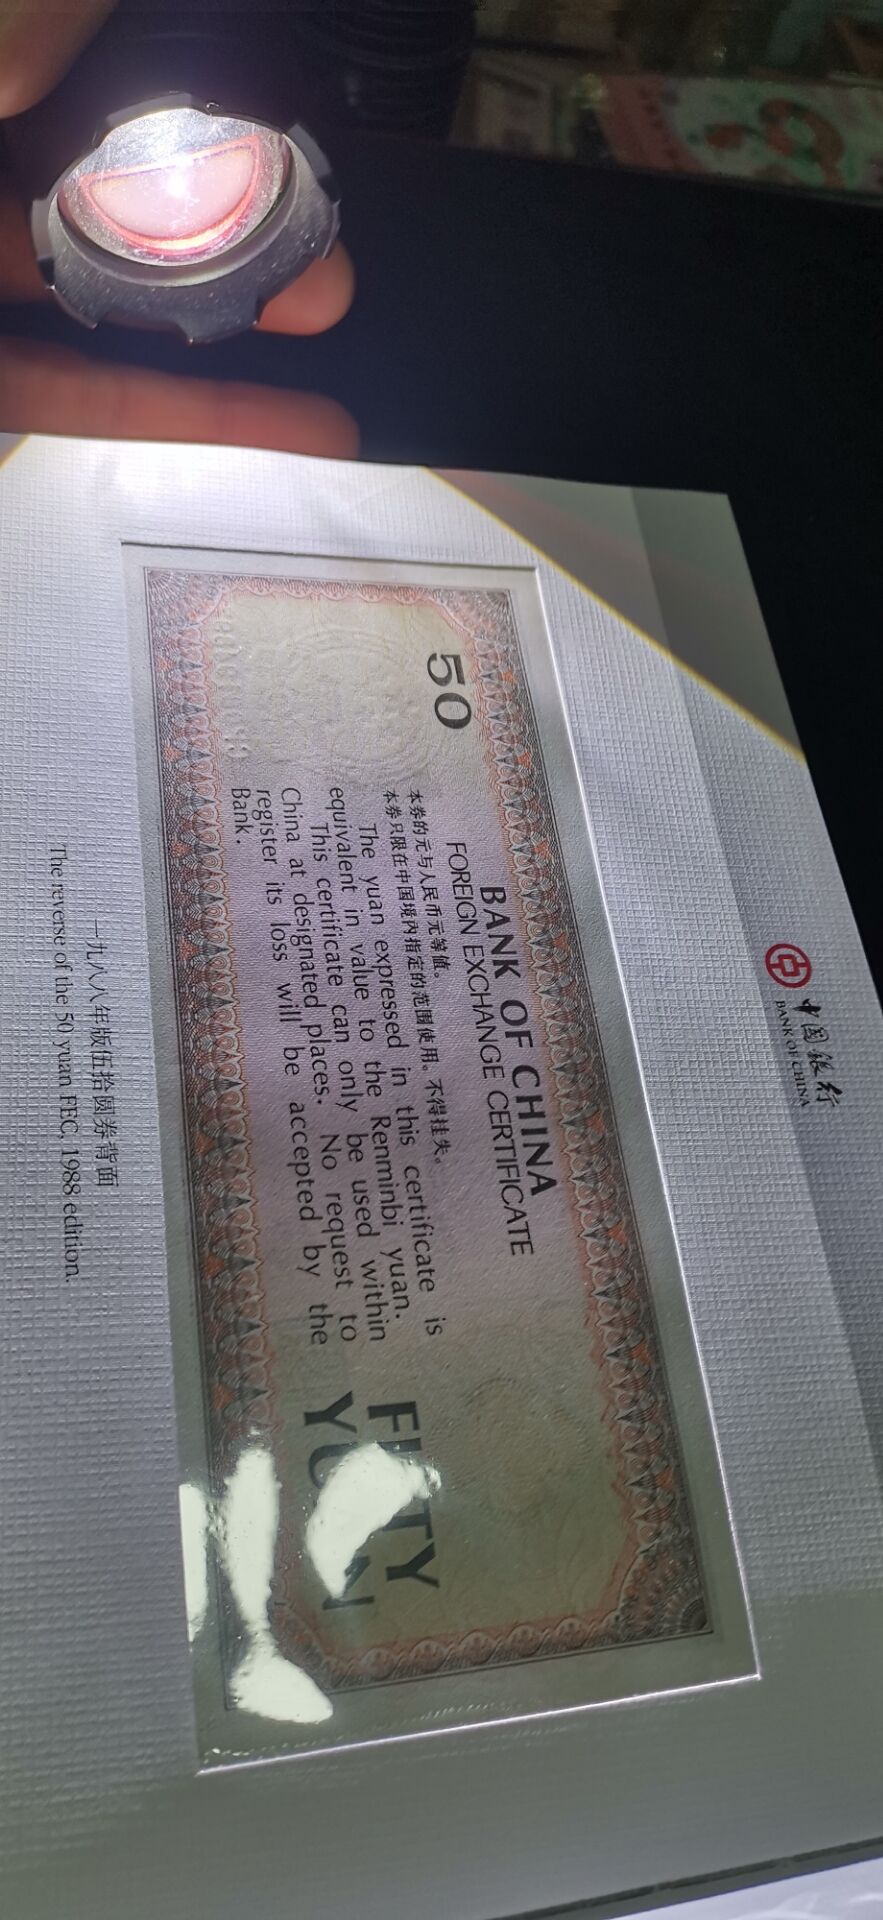 中国银行
BANK OF CHINA
BANK OF CHINA
FOREIGN EXCHANGE CERTIFICATE
50
本券的元与人民币元等值。
本券只限在中国境内指定的范围使用。不得挂失。
The yuan expressed in this certificate is
equivalent in value to the Renminbi yuan.
This certificate can only be used within
China at designated places. No request to
register its loss will be accepted by the
Bank.
FIFTY
YUAN
一九八八年版伍拾圆券背面
The reverse of the 50 yuan FEC, 1988 edition.